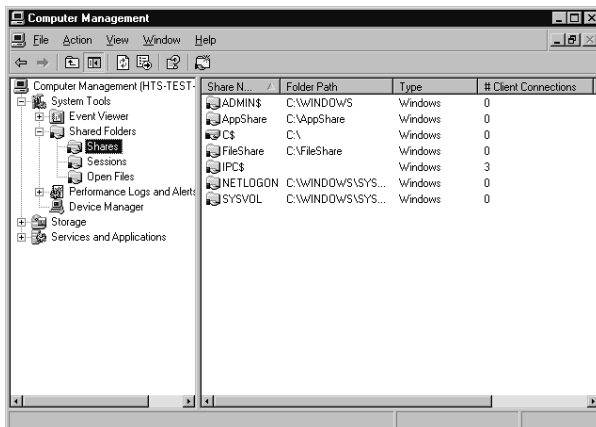 Computer Management
File Action View Window Help
Computer Management (HTS-TEST-
System Tools
Event Viewer
Shared Folders
Shares
Sessions
Open Files
Performance Logs and Alerts
Device Manager
Storage
Services and Applications
Share N... Folder Path Type # Client Connections
ADMIN$ C:\WINDOWS Windows 0
AppShare C:\AppShare Windows 0
C$ C:\ Windows 0
FileShare C:\FileShare Windows 0
IPC$ Windows 3
NETLOGON C:\WINDOWS\SYS... Windows 0
SYSVOL C:\WINDOWS\SYS... Windows 0